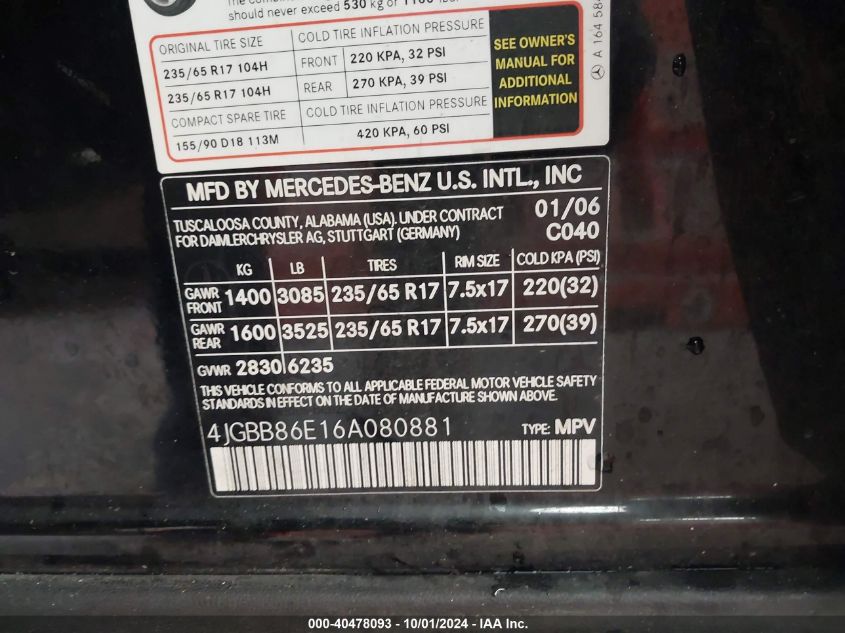 should never exceed 530 kg or
ORIGINAL TIRE SIZE COLD TIRE INFLATION PRESSURE
235/65 R17 104H FRONT 220 KPA, 32 PSI
235/65 R17 104H REAR 270 KPA, 39 PSI
COMPACT SPARE TIRE COLD TIRE INFLATION PRESSURE
155/90 D18 113M 420 KPA, 60 PSI
SEE OWNER'S
MANUAL FOR
ADDITIONAL
INFORMATION
A 164 584
MFD BY MERCEDES-BENZ U.S. INTL., INC
TUSCALOOSA COUNTY, ALABAMA (USA). UNDER CONTRACT 01/06
FOR DAIMLERCHRYSLER AG, STUTTGART (GERMANY) C040
KG LB TIRES RIM SIZE COLD KPA (PSI)
GAWR FRONT 1400 3085 235/65 R17 7.5x17 220(32)
GAWR REAR 1600 3525 235/65 R17 7.5x17 270(39)
GVWR 2830 6235
THIS VEHICLE CONFORMS TO ALL APPLICABLE FEDERAL MOTOR VEHICLE SAFETY
STANDARDS IN EFFECT ON THE DATE OF MANUFACTURE SHOWN ABOVE.
4JGBB86E16A080881 TYPE: MPV
000-40478093 - 10/01/2024 - IAA Inc.